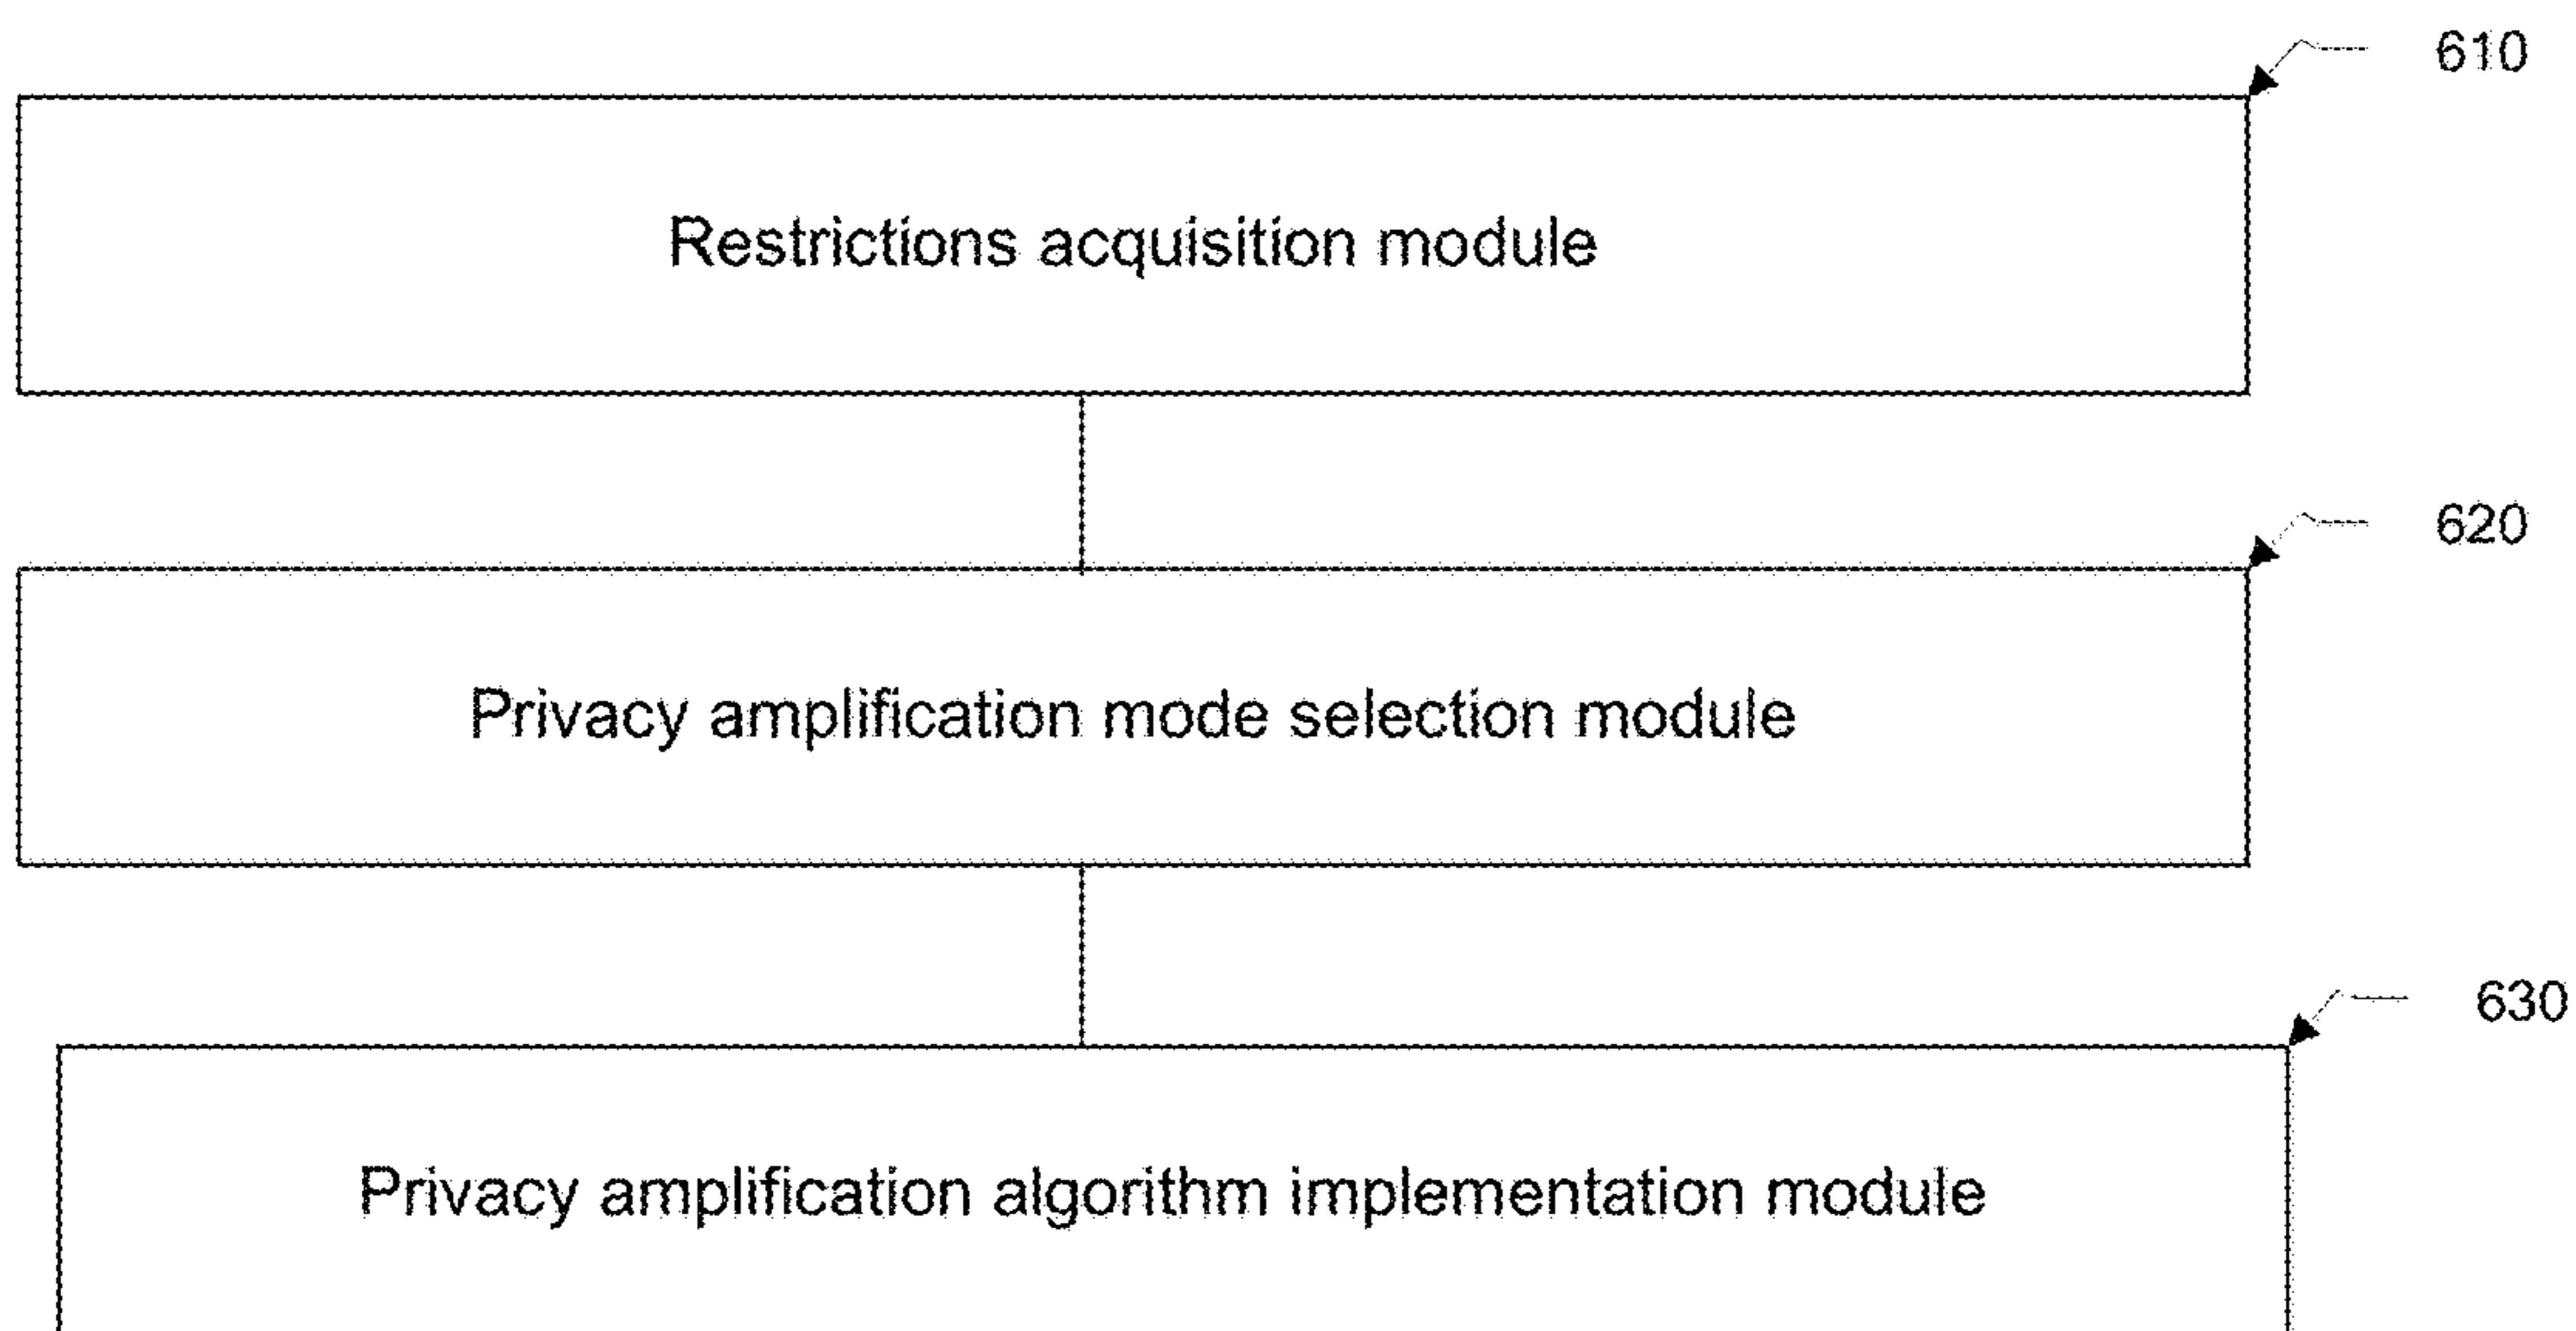 610
Restrictions acquisition module
620
Privacy amplification mode selection module
630
Privacy amplification algorithm implementation module